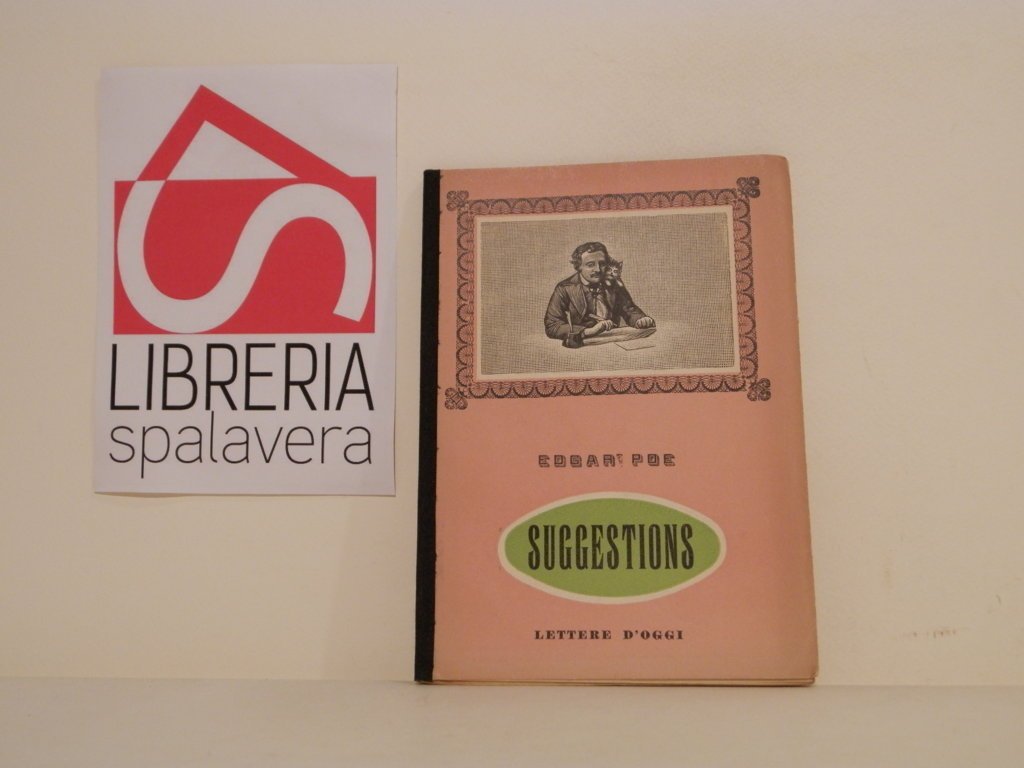 LIBRERIA
spalavera
EDGAR POE
SUGGESTIONS
LETTERE D'OGGI